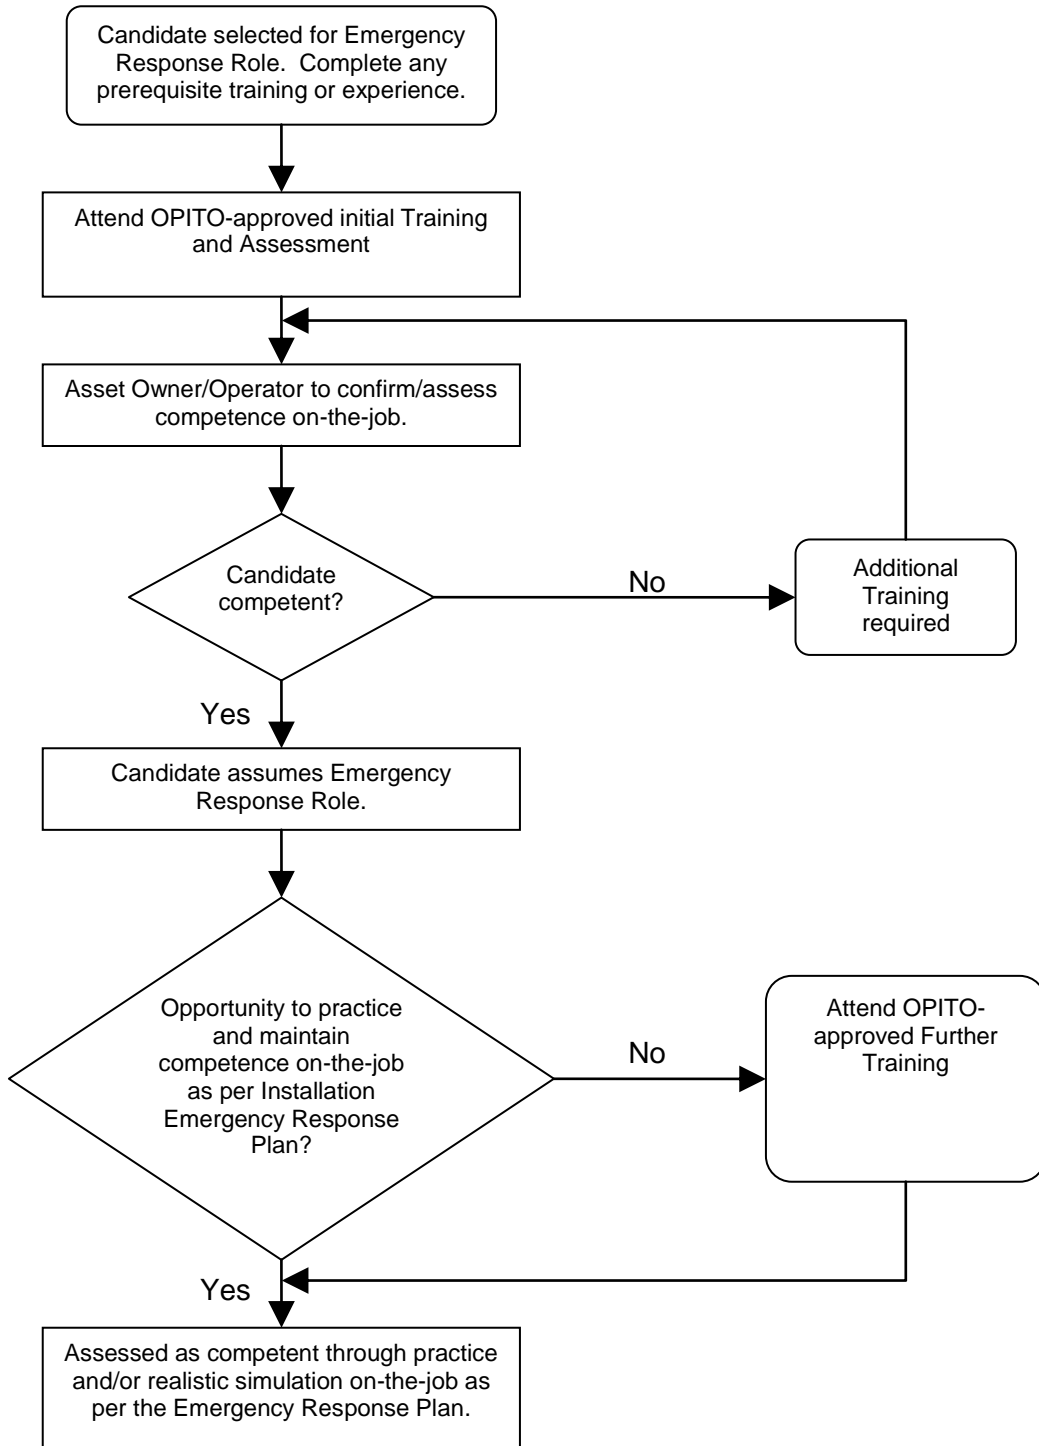 Candidate selected for Emergency
Response Role.  Complete any
prerequisite training or experience.
Attend OPITO-approved initial Training
and Assessment
Asset Owner/Operator to confirm/assess
competence on-the-job.
Candidate
competent?
No
Additional
Training
required
Yes
Candidate assumes Emergency
Response Role.
Opportunity to practice
and maintain
competence on-the-job
as per Installation
Emergency Response
Plan?
No
Attend OPITO-
approved Further
Training
Yes
Assessed as competent through practice
and/or realistic simulation on-the-job as
per the Emergency Response Plan.